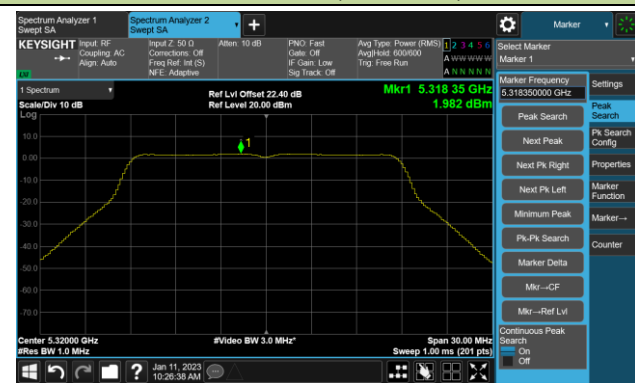 Spectrum Analyzer 1
Swept SA
Spectrum Analyzer 2
Swept SA
Marker
KEYSIGHT
Input: RF
Coupling: AC
Align: Auto
Input Z: 50 Ω
Corrections: Off
Freq Ref: Int (S)
NFE: Adaptive
Atten: 10 dB
PNO: Fast
Gate: Off
IF Gain: Low
Sig Track: Off
Avg Type: Power (RMS)
Avg|Hold: 600/600
Trig: Free Run
1 2 3 4 5 6
A W W W W W
A N N N N N
Select Marker
Marker 1
1 Spectrum
Scale/Div 10 dB
Log
Ref Lvl Offset 22.40 dB
Ref Level 20.00 dBm
Mkr1 5.318 35 GHz
1.982 dBm
10.0
0.00
-10.0
-20.0
-30.0
-40.0
-50.0
-60.0
-70.0
1
Center 5.32000 GHz
#Res BW 1.0 MHz
#Video BW 3.0 MHz*
Span 30.00 MHz
Sweep 1.00 ms (201 pts)
Marker Frequency
5.318350000 GHz
Peak Search
Next Peak
Next Pk Right
Next Pk Left
Minimum Peak
Pk-Pk Search
Marker Delta
Mkr→CF
Mkr→Ref Lvl
Continuous Peak
Search
On
Off
Settings
Peak
Search
Pk Search
Config
Properties
Marker
Function
Marker→
Counter
Jan 11, 2023
10:26:38 AM